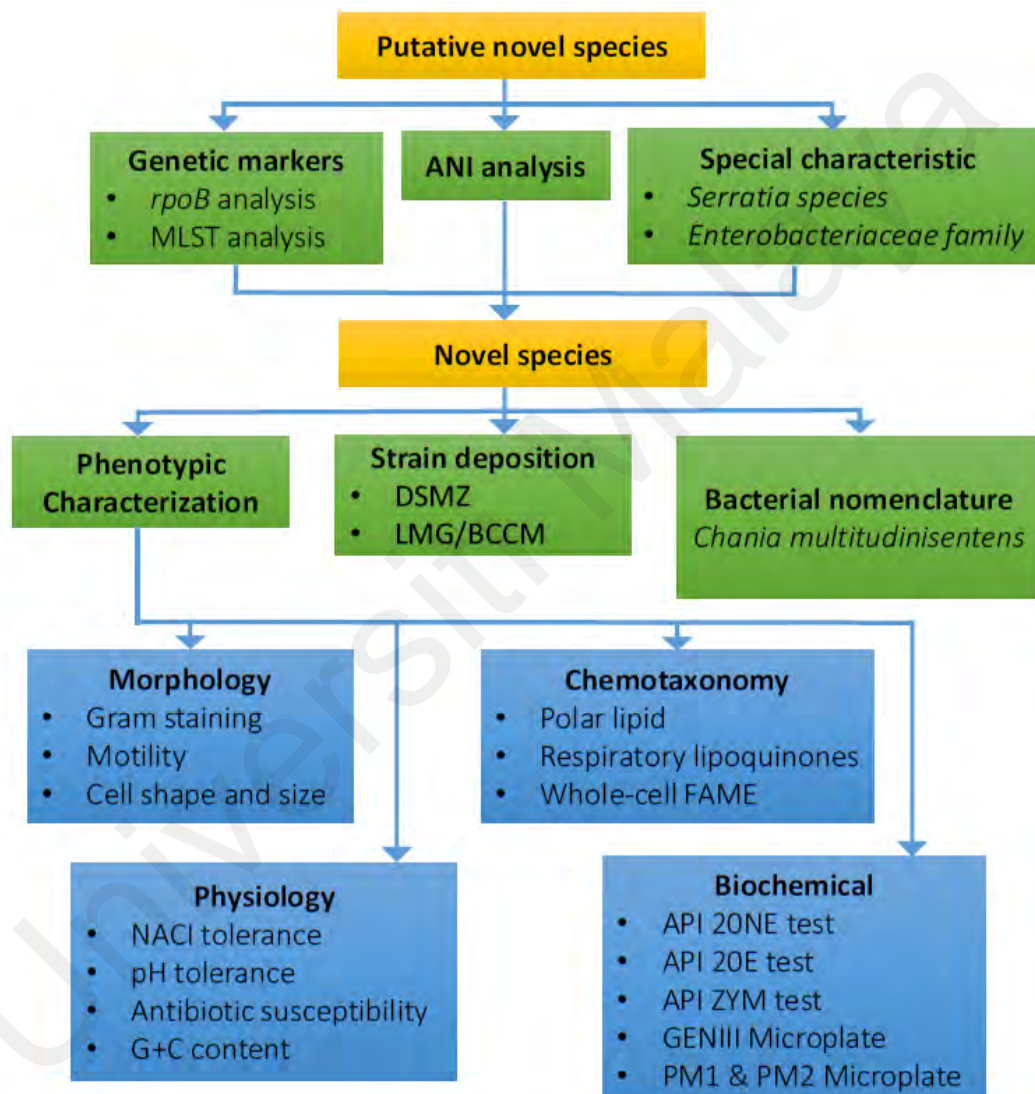 Putative novel species
Genetic markers
• rpoB analysis
• MLST analysis
ANI analysis
Special characteristic
• Serratia species
• Enterobacteriaceae family
Novel species
Phenotypic
Characterization
Strain deposition
• DSMZ
• LMG/BCCM
Bacterial nomenclature
Chania multitudinisentens
Morphology
• Gram staining
• Motility
• Cell shape and size
Chemotaxonomy
• Polar lipid
• Respiratory lipoquinones
• Whole-cell FAME
Physiology
• NACI tolerance
• pH tolerance
• Antibiotic susceptibility
• G+C content
Biochemical
• API 20NE test
• API 20E test
• API ZYM test
• GENIII Microplate
• PM1 & PM2 Microplate
Universiti Malaya